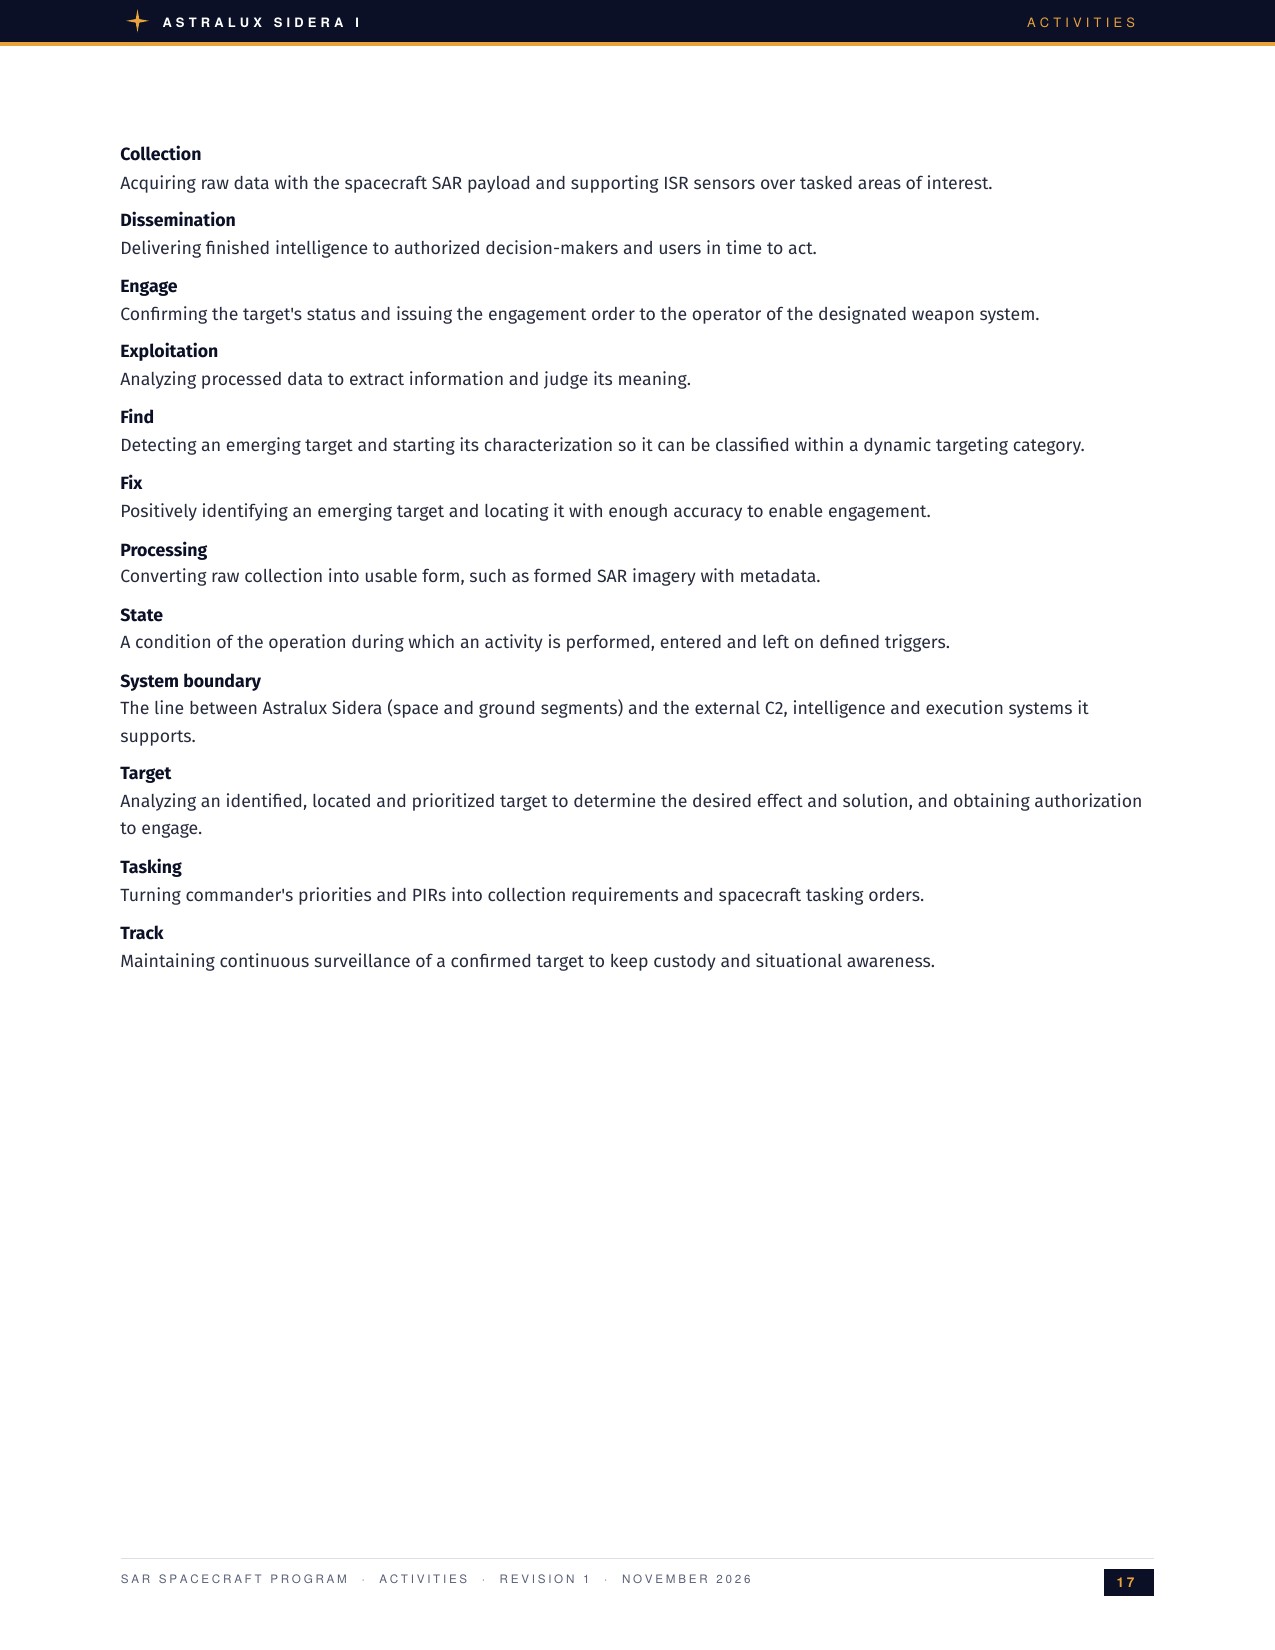 ASTRALUX SIDERA I
ACTIVITIES
Collection
Acquiring raw data with the spacecraft SAR payload and supporting ISR sensors over tasked areas of interest.
Dissemination
Delivering finished intelligence to authorized decision-makers and users in time to act.
Engage
Confirming the target's status and issuing the engagement order to the operator of the designated weapon system.
Exploitation
Analyzing processed data to extract information and judge its meaning.
Find
Detecting an emerging target and starting its characterization so it can be classified within a dynamic targeting category.
Fix
Positively identifying an emerging target and locating it with enough accuracy to enable engagement.
Processing
Converting raw collection into usable form, such as formed SAR imagery with metadata.
State
A condition of the operation during which an activity is performed, entered and left on defined triggers.
System boundary
The line between Astralux Sidera (space and ground segments) and the external C2, intelligence and execution systems it
supports.
Target
Analyzing an identified, located and prioritized target to determine the desired effect and solution, and obtaining authorization
to engage.
Tasking
Turning commander's priorities and PIRs into collection requirements and spacecraft tasking orders.
Track
Maintaining continuous surveillance of a confirmed target to keep custody and situational awareness.
SAR SPACECRAFT PROGRAM · ACTIVITIES · REVISION 1 · NOVEMBER 2026
17